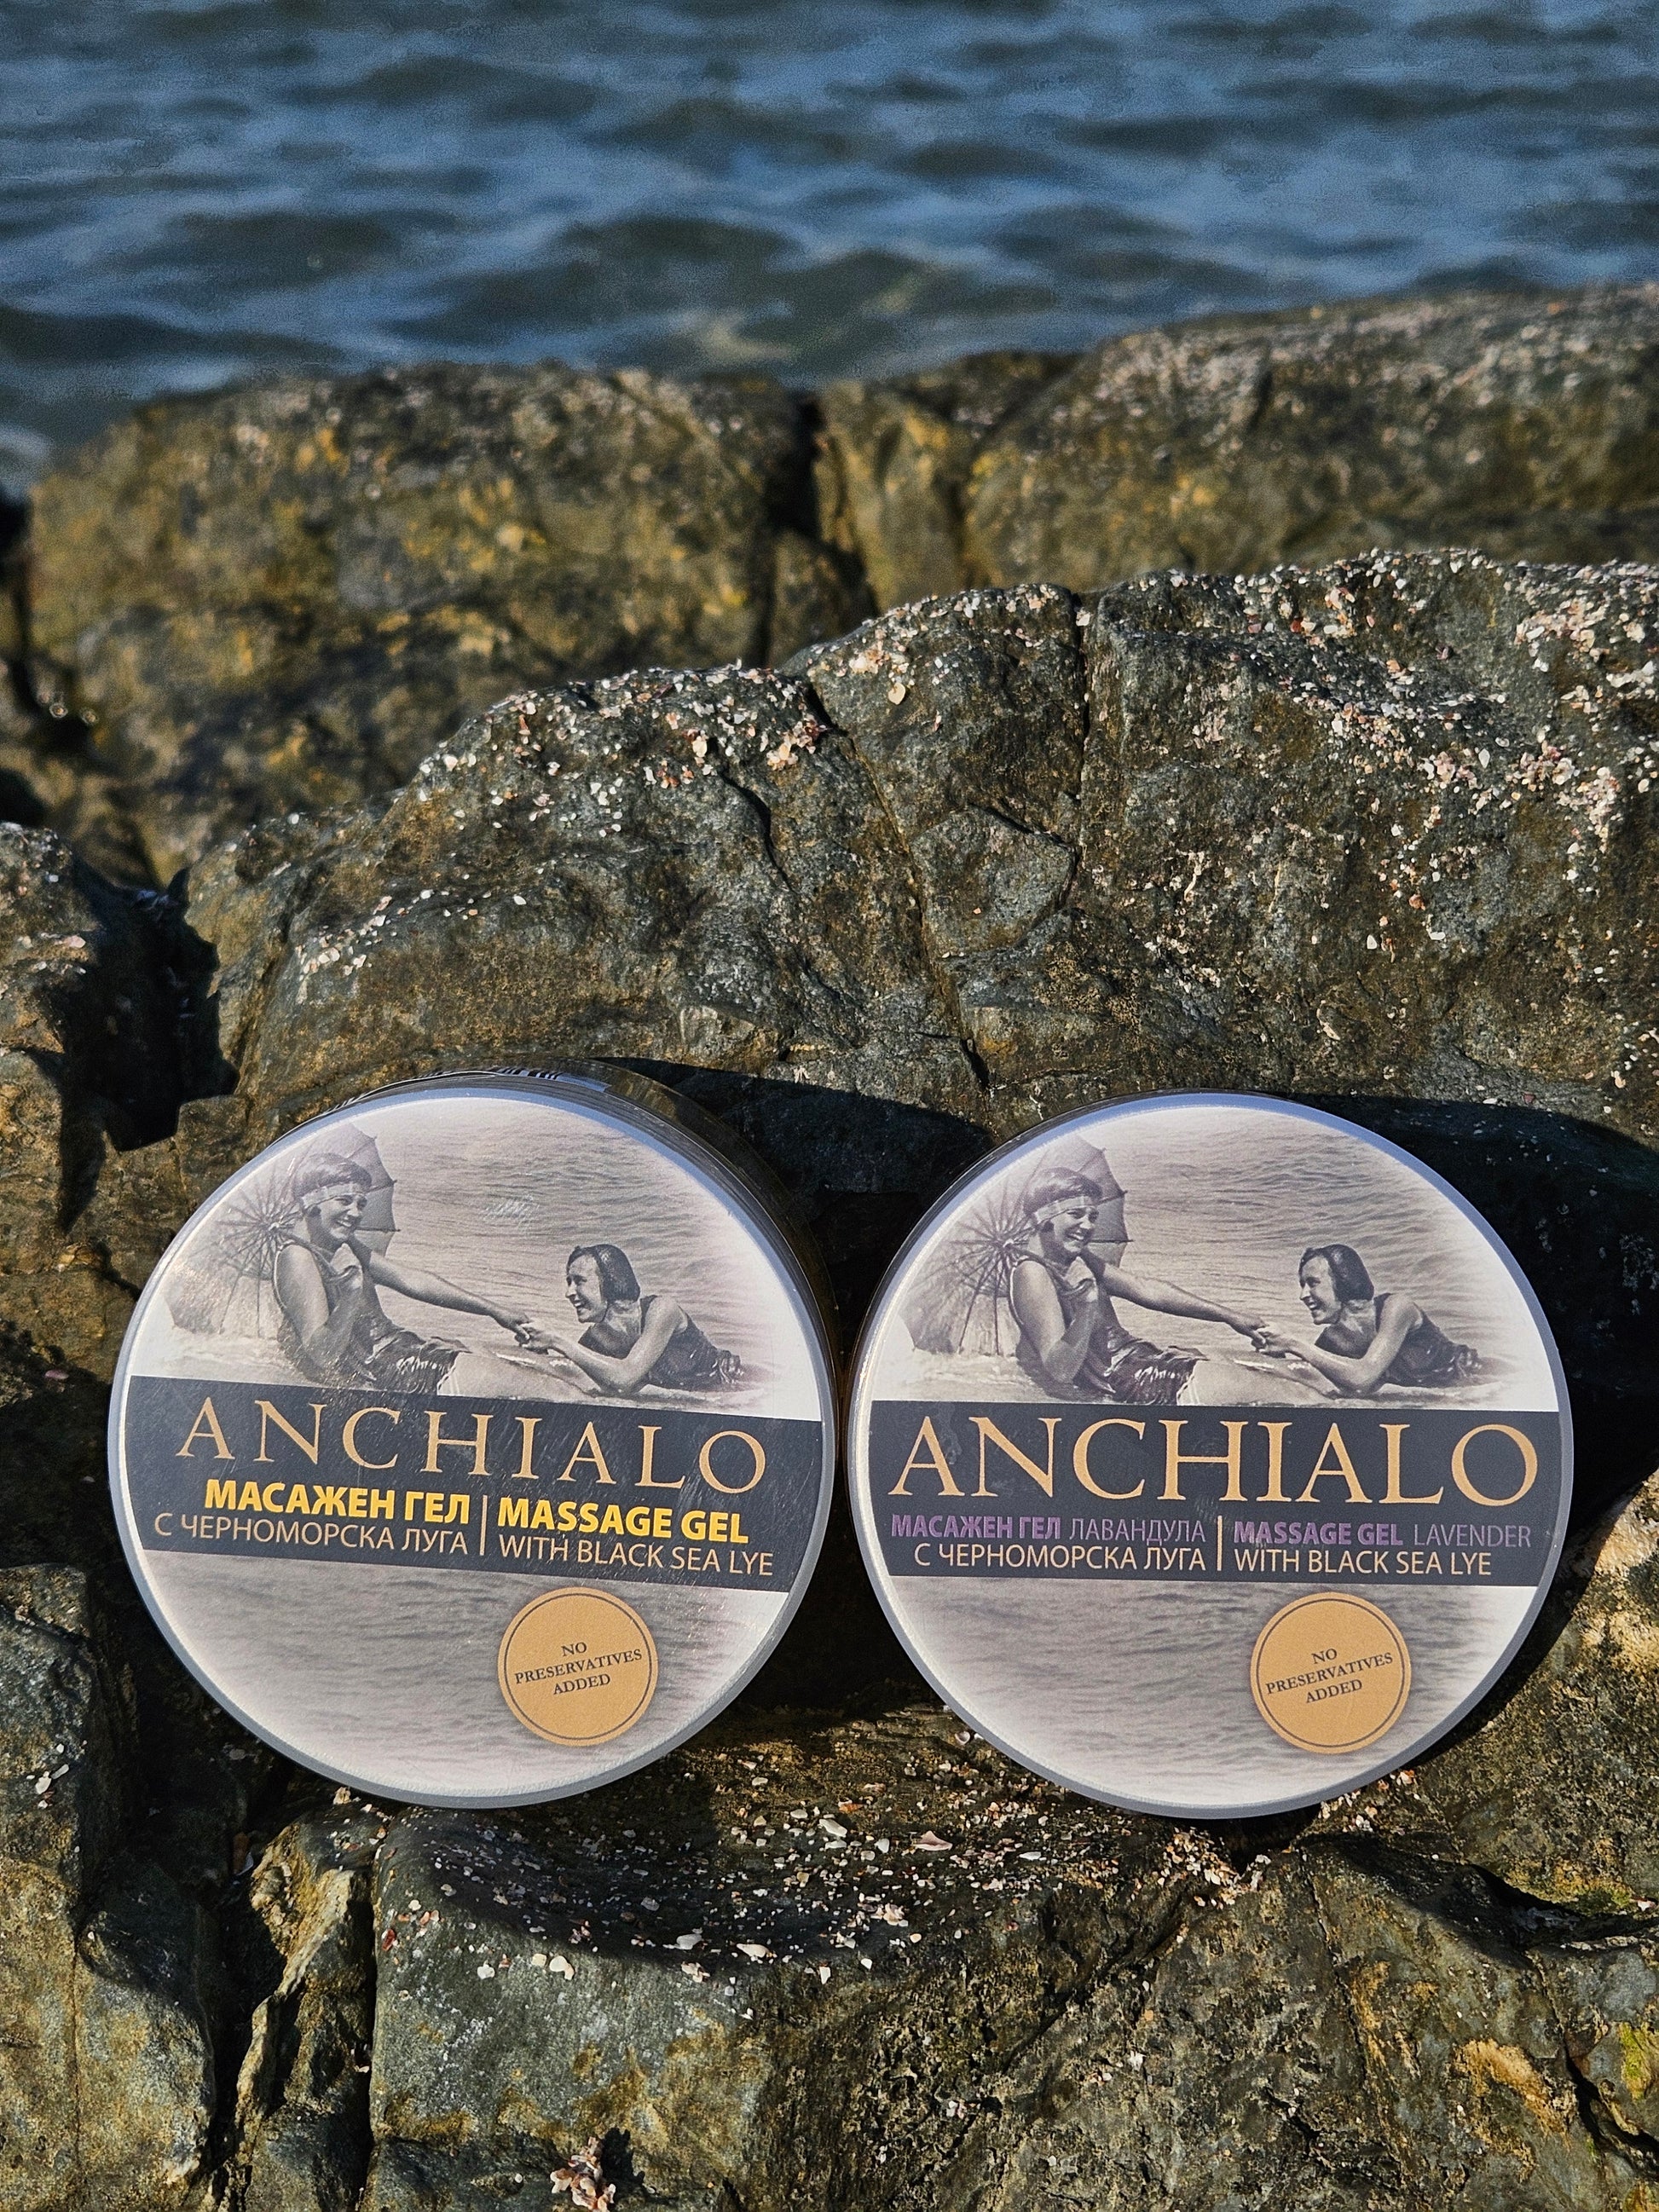 ANCHIALO
МАСАЖЕН ГЕЛ | MASSAGE GEL
С ЧЕРНОМОРСКА ЛУГА | WITH BLACK SEA LYE
NO
PRESERVATIVES
ADDED
ANCHIALO
МАСАЖЕН ГЕЛ ЛАВАНДУЛА | MASSAGE GEL LAVENDER
С ЧЕРНОМОРСКА ЛУГА | WITH BLACK SEA LYE
NO
PRESERVATIVES
ADDED